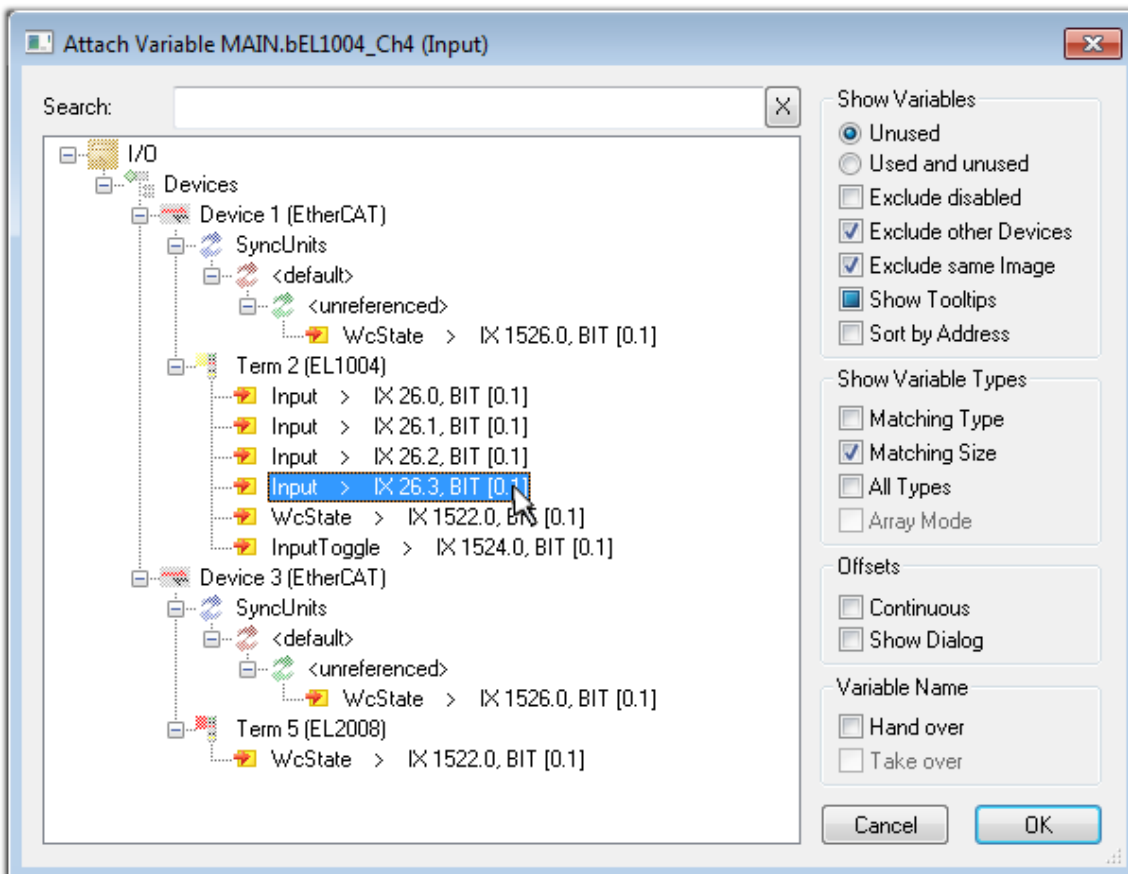 Attach Variable MAIN.bEL1004_Ch4 (Input)
Search:
X
I/O
Devices
Device 1 (EtherCAT)
SyncUnits
<default>
<unreferenced>
WcState > IX 1526.0, BIT [0.1]
Term 2 (EL1004)
Input > IX 26.0, BIT [0.1]
Input > IX 26.1, BIT [0.1]
Input > IX 26.2, BIT [0.1]
Input > IX 26.3, BIT [0.1]
WcState > IX 1522.0, BIT [0.1]
InputToggle > IX 1524.0, BIT [0.1]
Device 3 (EtherCAT)
SyncUnits
<default>
<unreferenced>
WcState > IX 1526.0, BIT [0.1]
Term 5 (EL2008)
WcState > IX 1522.0, BIT [0.1]
Show Variables
Unused
Used and unused
Exclude disabled
Exclude other Devices
Exclude same Image
Show Tooltips
Sort by Address
Show Variable Types
Matching Type
Matching Size
All Types
Array Mode
Offsets
Continuous
Show Dialog
Variable Name
Hand over
Take over
Cancel
OK